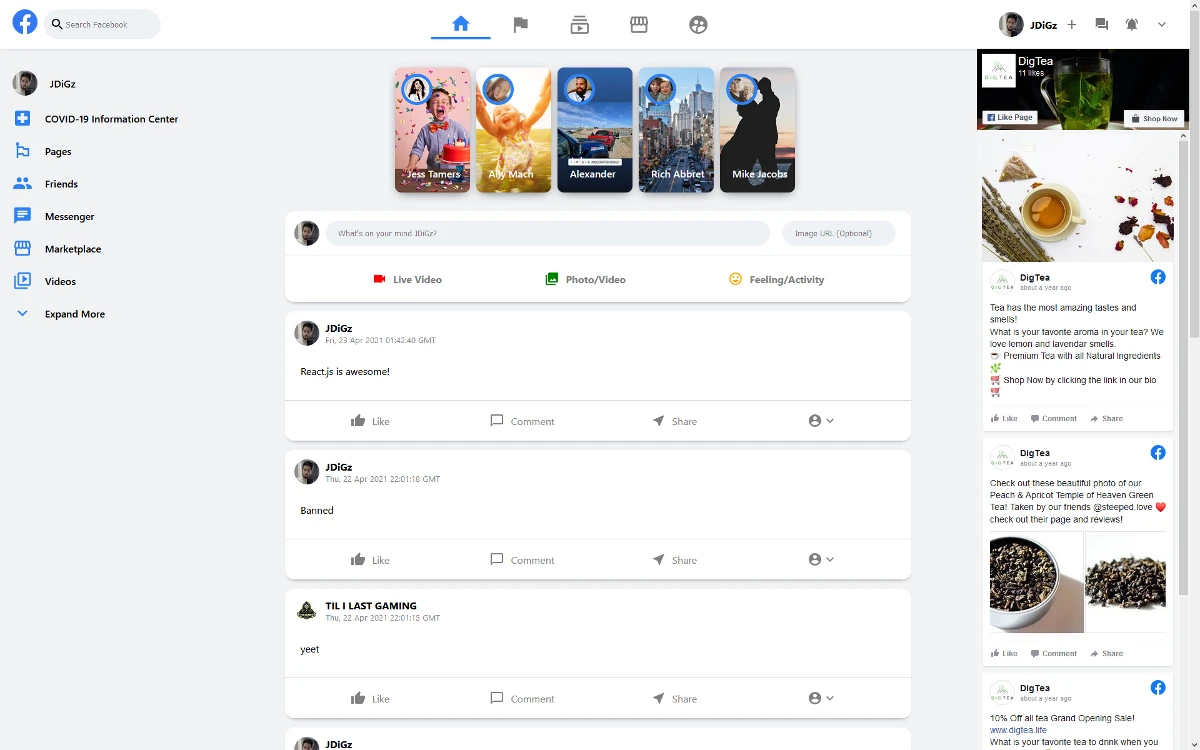 Search Facebook
JDiGz
JDiGz
COVID-19 Information Center
Pages
Friends
Messenger
Marketplace
Videos
Expand More
Jess Tamers
Ally Mach
Alexander
Rich Abbret
Mike Jacobs
What's on your mind JDiGz?
Image URL (Optional)
Live Video
Photo/Video
Feeling/Activity
JDiGz
Fri, 23 Apr 2021 01:42:40 GMT
React.js is awesome!
Like
Comment
Share
JDiGz
Thu, 22 Apr 2021 22:01:18 GMT
Banned
Like
Comment
Share
TIL I LAST GAMING
Thu, 22 Apr 2021 22:01:15 GMT
yeet
Like
Comment
Share
JDiGz
DIGTEA
DigTea
11 likes
Like Page
Shop Now
DIGTEA
DigTea
about a year ago
Tea has the most amazing tastes and
smells!
What is your favorite aroma in your tea? We
love lemon and lavendar smells.
☕ Premium Tea with all Natural Ingredients
🌿
🛒 Shop Now by clicking the link in our bio
🛒
Like
Comment
Share
DIGTEA
DigTea
about a year ago
Check out these beautiful photo of our
Peach & Apricot Temple of Heaven Green
Tea! Taken by our friends @steeped.love ❤️
check out their page and reviews!
Like
Comment
Share
DIGTEA
DigTea
about a year ago
10% Off all tea Grand Opening Sale!
www.digtea.life
What is your favorite tea to drink when you